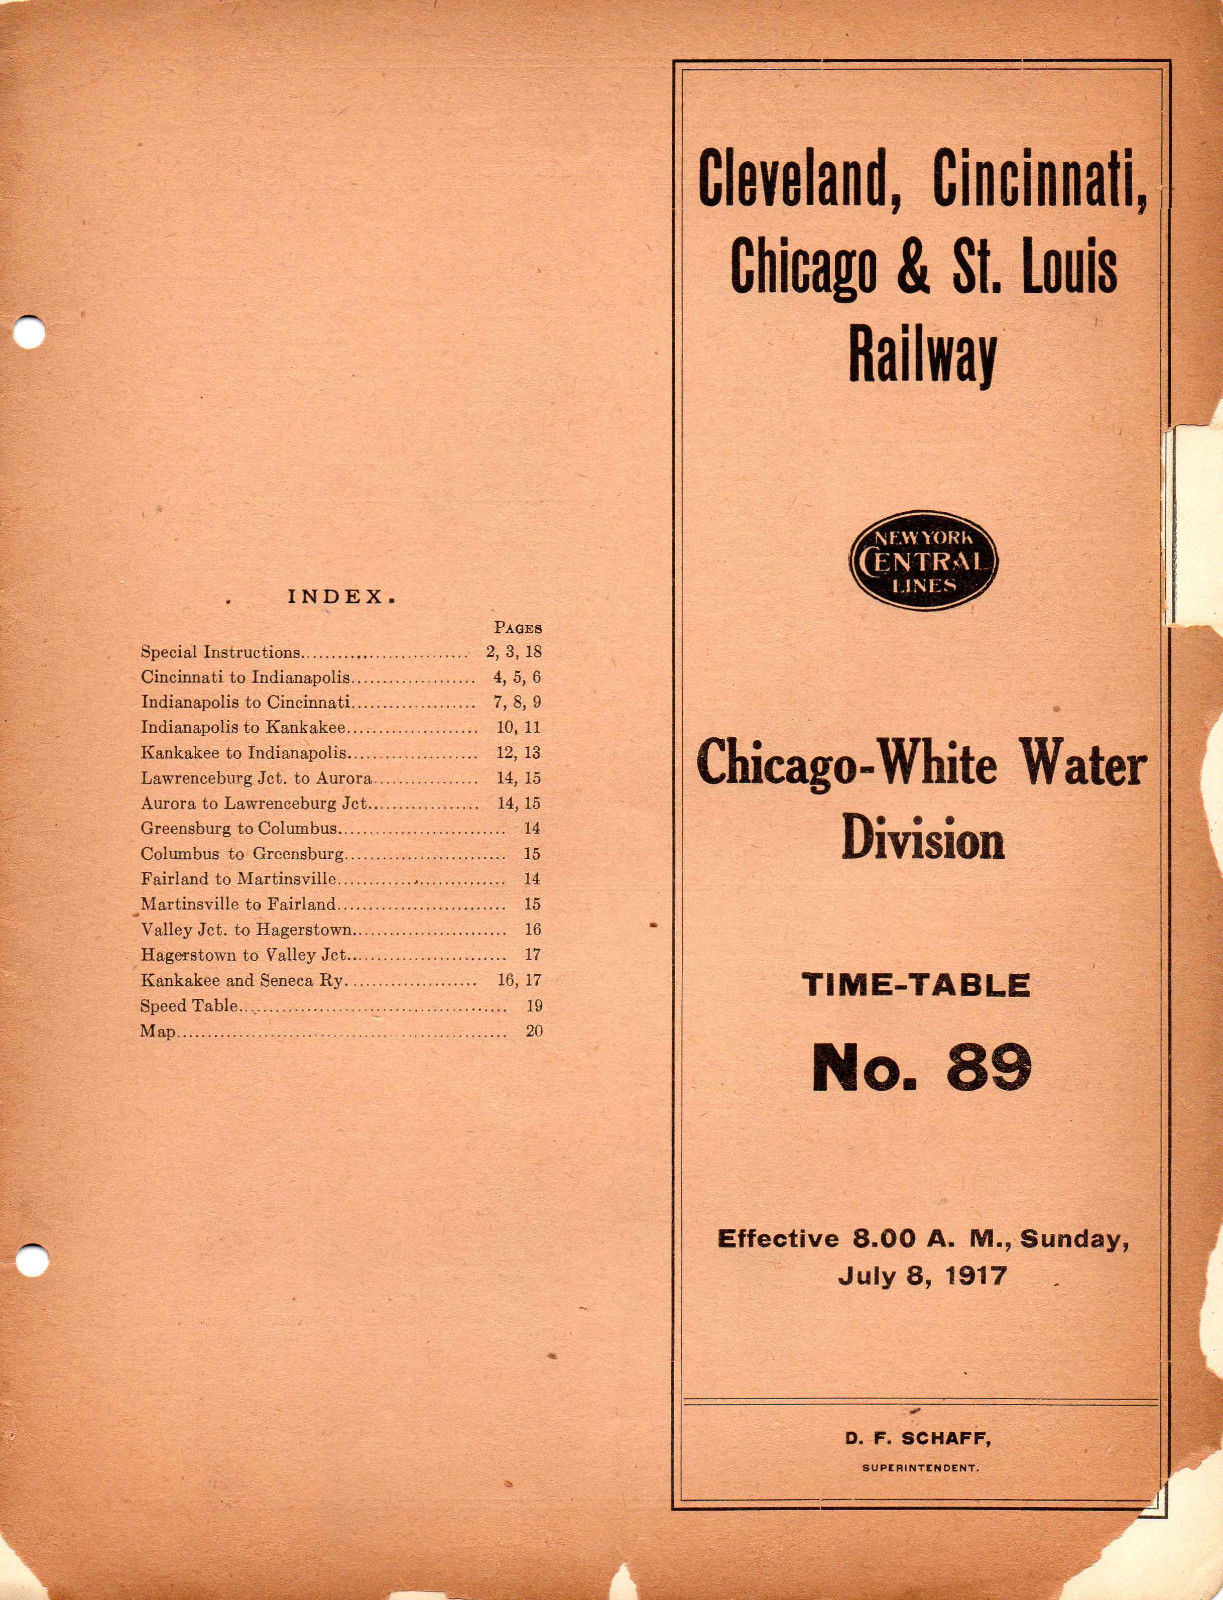 INDEX.
PAGES
Special Instructions.......................... 2, 3, 18
Cincinnati to Indianapolis.................... 4, 5, 6
Indianapolis to Cincinnati.................... 7, 8, 9
Indianapolis to Kankakee..................... 10, 11
Kankakee to Indianapolis..................... 12, 13
Lawrenceburg Jct. to Aurora................. 14, 15
Aurora to Lawrenceburg Jct.................. 14, 15
Greensburg to Columbus........................... 14
Columbus to Greensburg.......................... 15
Fairland to Martinsville........................... 14
Martinsville to Fairland........................... 15
Valley Jct. to Hagerstown......................... 16
Hagerstown to Valley Jct.......................... 17
Kankakee and Seneca Ry..................... 16, 17
Speed Table........................................... 19
Map..................................................... 20
Cleveland, Cincinnati,
Chicago & St. Louis
Railway
NEW YORK
CENTRAL
LINES
Chicago-White Water
Division
TIME-TABLE
No. 89
Effective 8.00 A. M., Sunday,
July 8, 1917
D. F. SCHAFF,
SUPERINTENDENT.